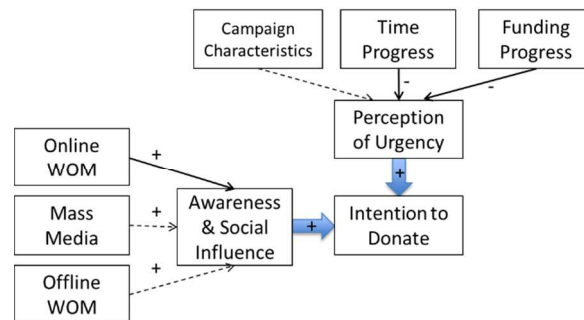 Campaign
Characteristics
Time
Progress
Funding
Progress
-
-
Perception
of Urgency
+
Online
WOM
+
Mass
Media
+
Offline
WOM
+
Awareness
& Social
Influence
+
Intention to
Donate